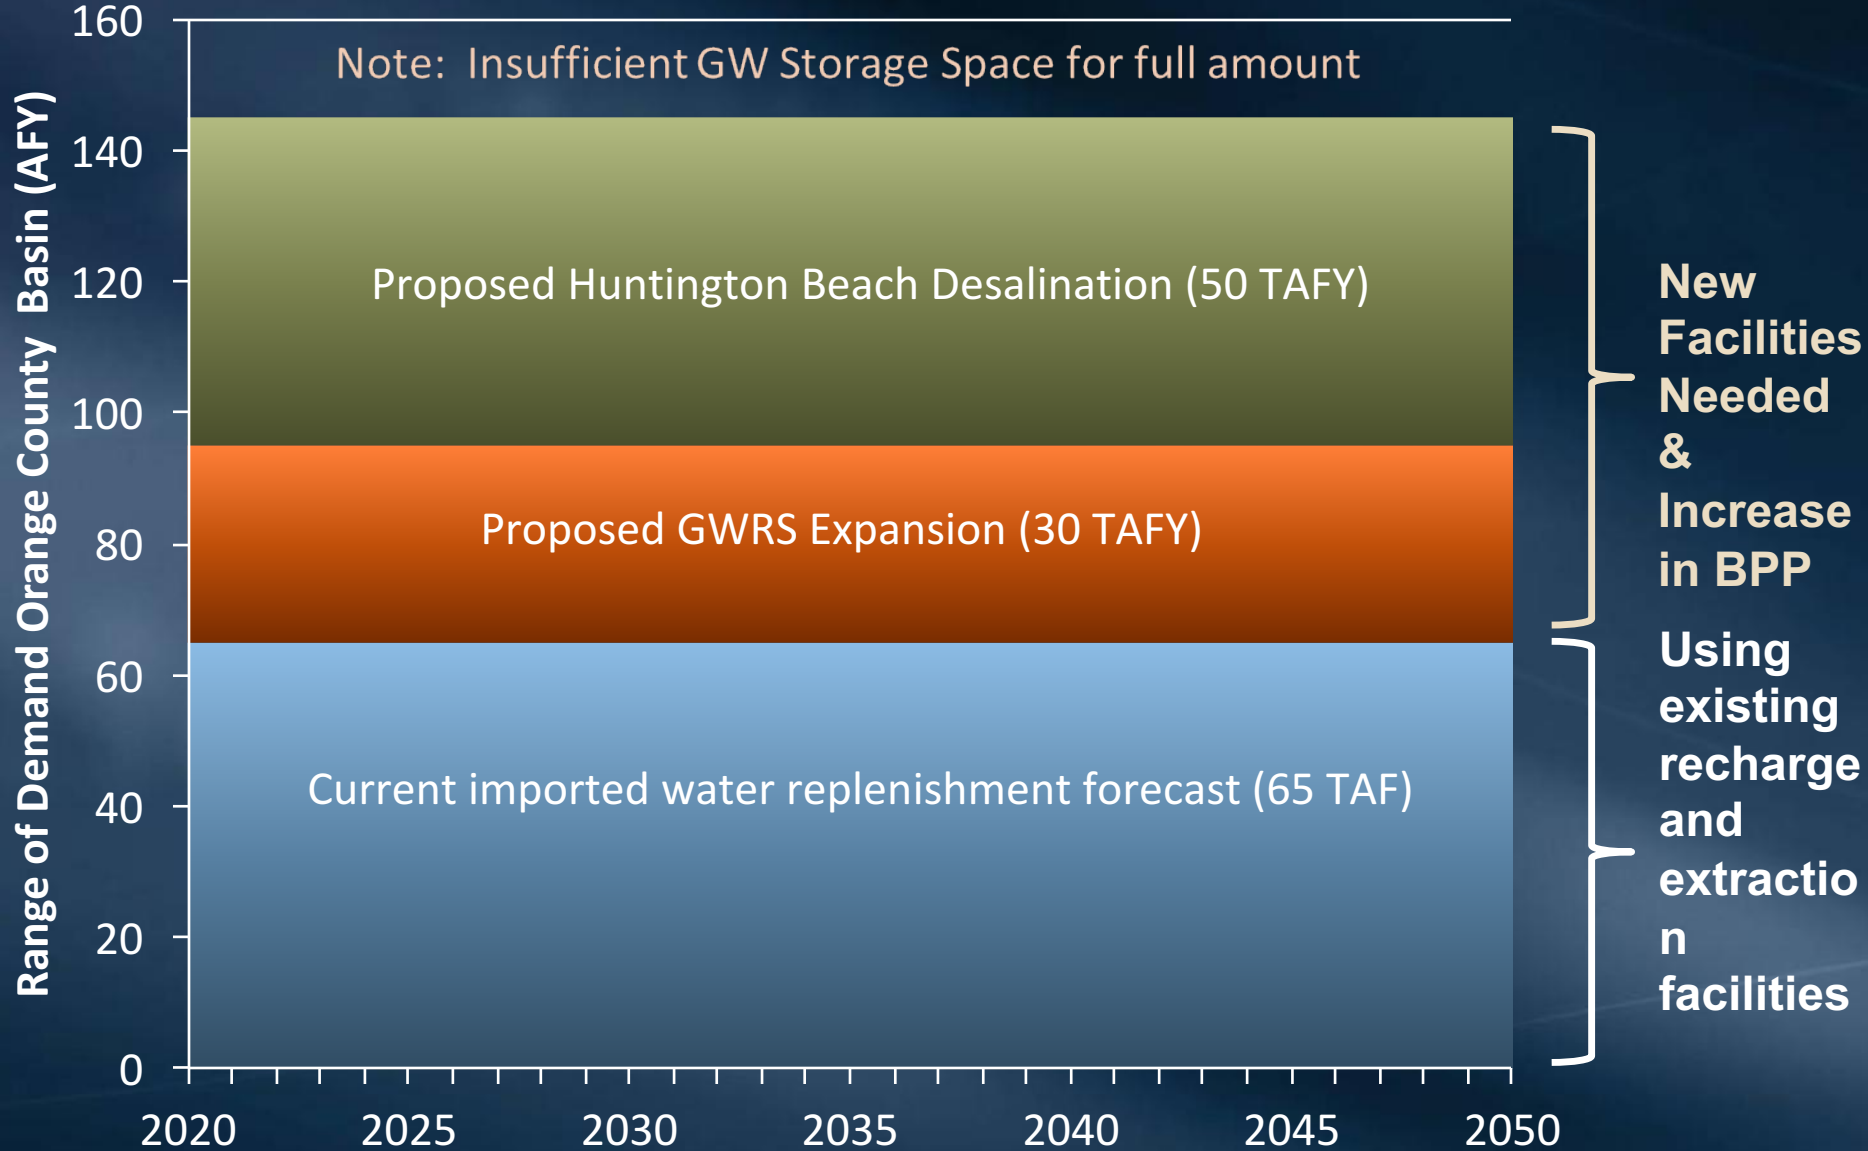 Range of Demand Orange County Basin (AFY)
160
140
120
100
80
60
40
20
0
Note: Insufficient GW Storage Space for full amount
Proposed Huntington Beach Desalination (50 TAFY)
Proposed GWRS Expansion (30 TAFY)
Current imported water replenishment forecast (65 TAF)
2020 2025 2030 2035 2040 2045 2050
New
Facilities
Needed
&
Increase
in BPP
Using
existing
recharge
and
extractio
n
facilities